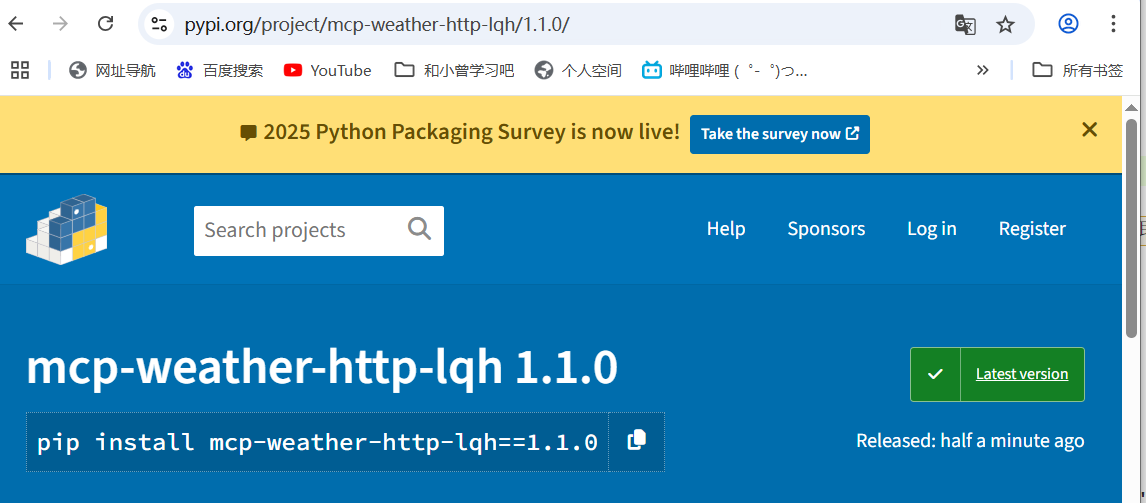 pypi.org/project/mcp-weather-http-lqh/1.1.0/
网址导航 百度搜索 YouTube 和小曾学习吧 个人空间 哔哩哔哩 ( ゜- ゜)つ... » 所有书签
2025 Python Packaging Survey is now live! Take the survey now
Search projects Help Sponsors Log in Register
mcp-weather-http-lqh 1.1.0
Latest version
pip install mcp-weather-http-lqh==1.1.0
Released: half a minute ago